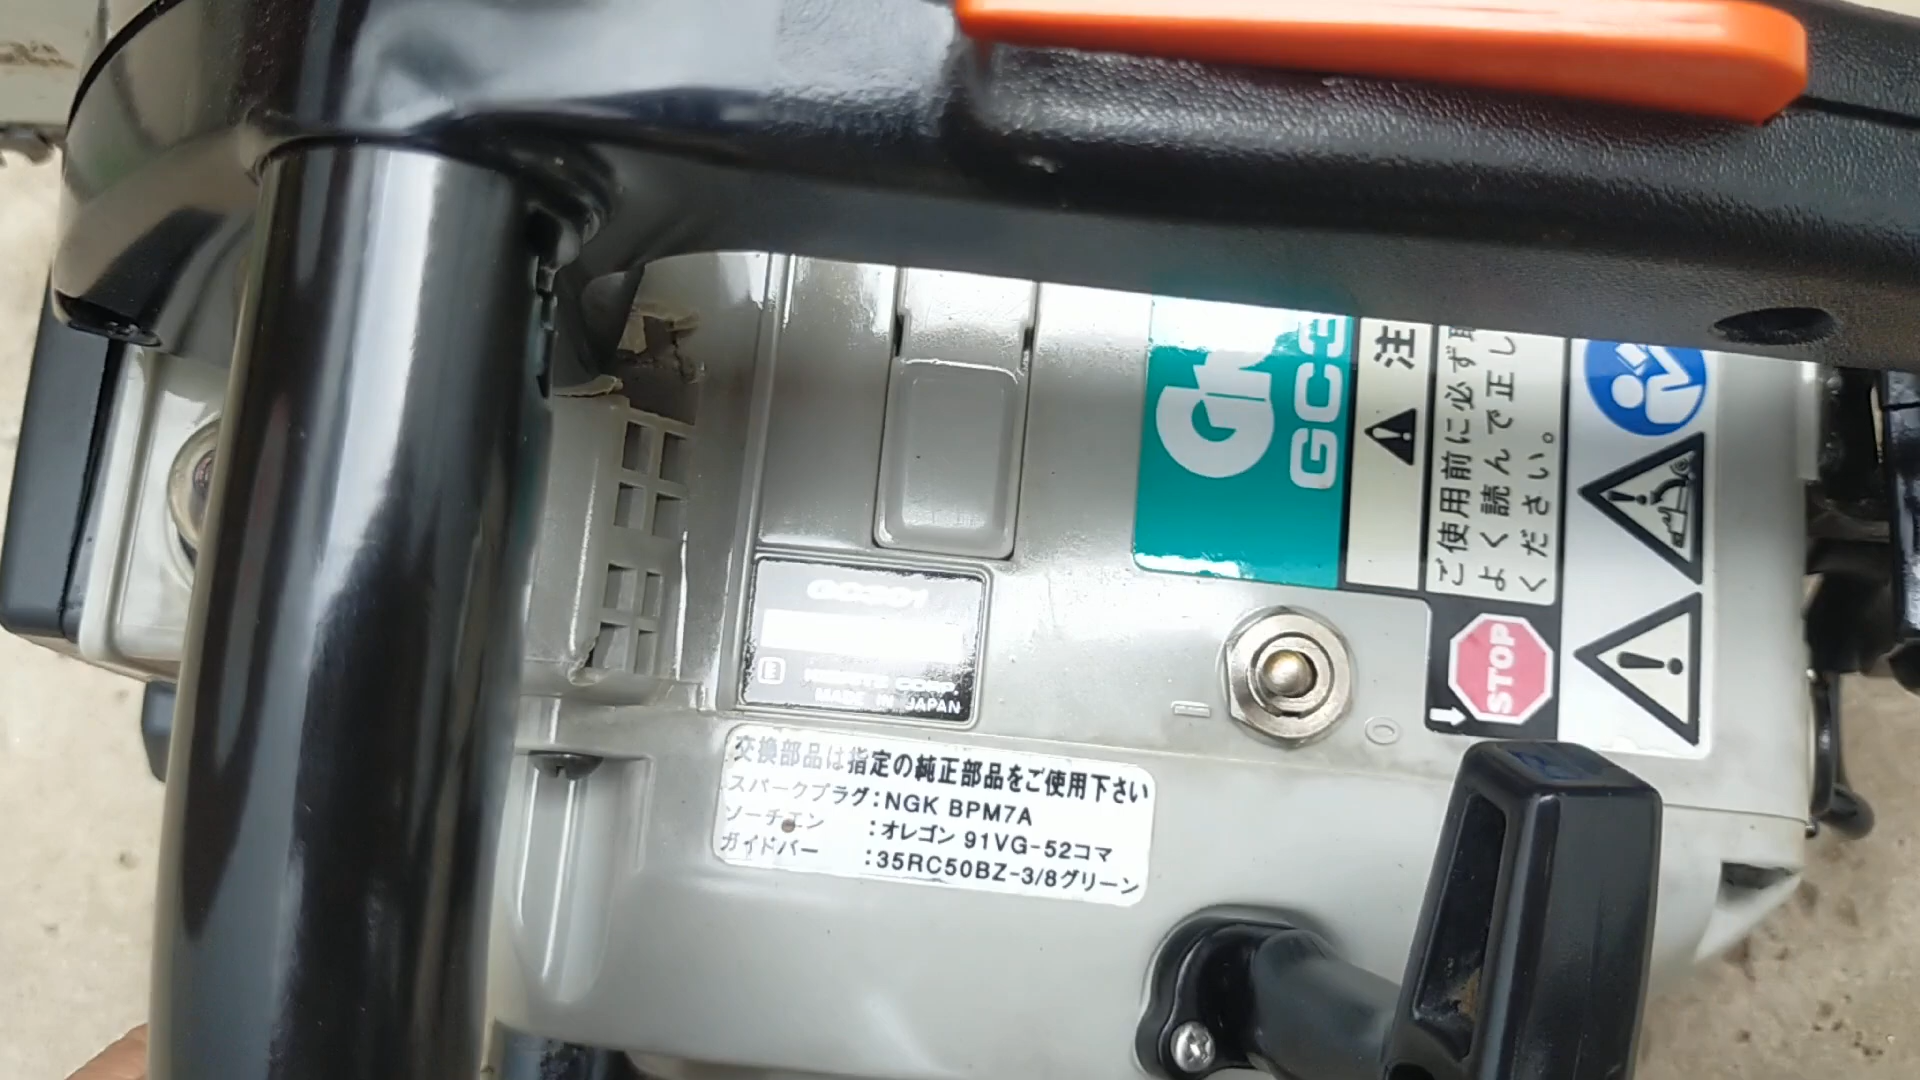 GC3
注
ご使用前に必ず
よく読んで正し
ください。
STOP
E
CORP.
MADE IN JAPAN
交換部品は指定の純正部品をご使用下さい
スパークプラグ:NGK BPM7A
ソーチエン :オレゴン 91VG-52コマ
ガイドバー :35RC50BZ-3/8グリーン